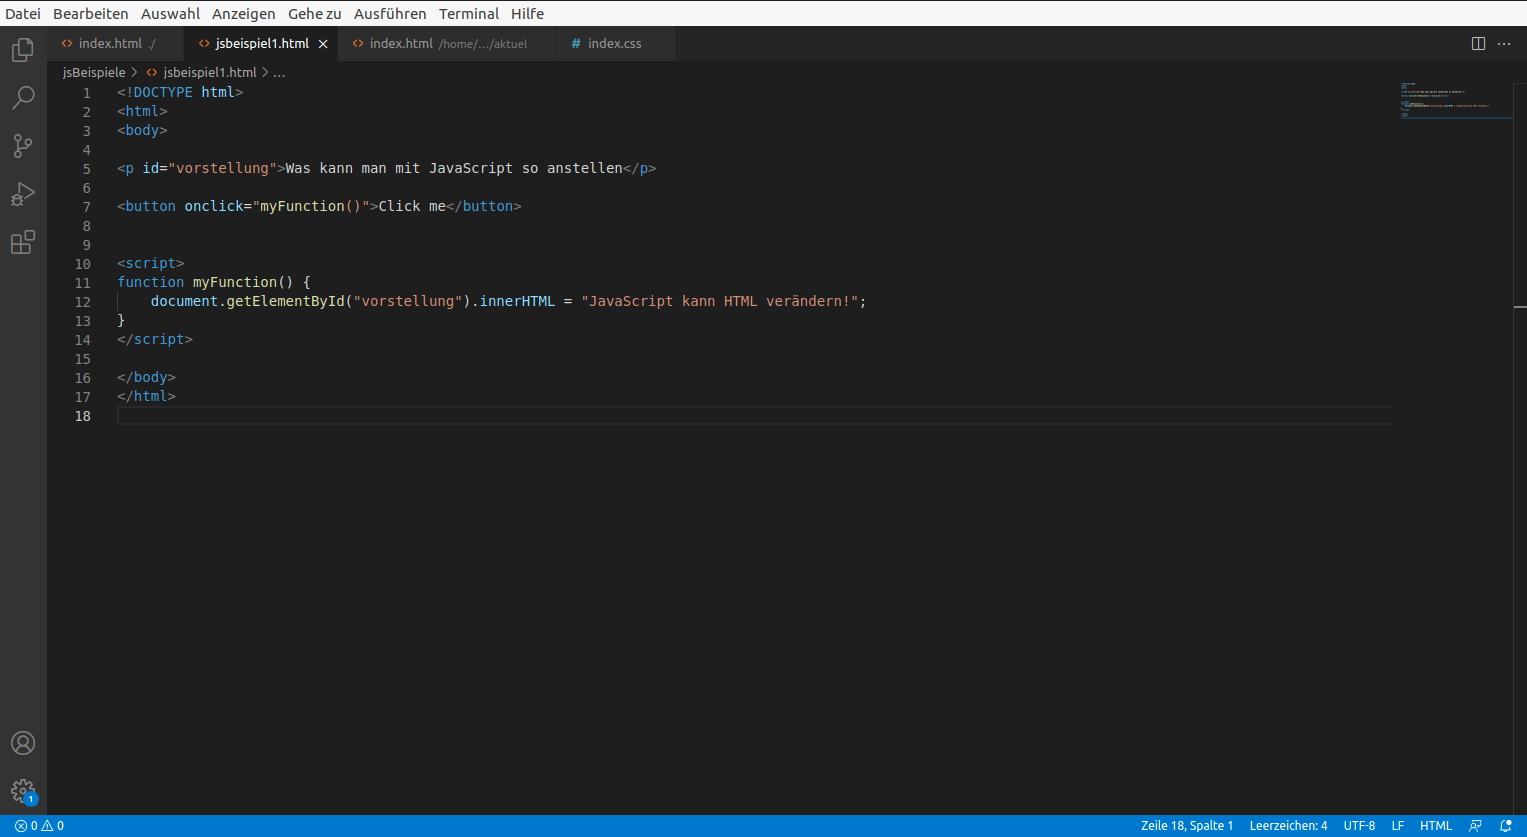 Datei Bearbeiten Auswahl Anzeigen Gehe zu Ausführen Terminal Hilfe
index.html ./ jsbeispiel1.html index.html /home/.../aktuel index.css
jsBeispiele > jsbeispiel1.html > ...
1 <!DOCTYPE html>
2 <html>
3 <body>
4
5 <p id="vorstellung">Was kann man mit JavaScript so anstellen</p>
6
7 <button onclick="myFunction()">Click me</button>
8
9
10 <script>
11 function myFunction() {
12     document.getElementById("vorstellung").innerHTML = "JavaScript kann HTML verändern!";
13 }
14 </script>
15
16 </body>
17 </html>
18
1
0 0 Zeile 18, Spalte 1 Leerzeichen: 4 UTF-8 LF HTML